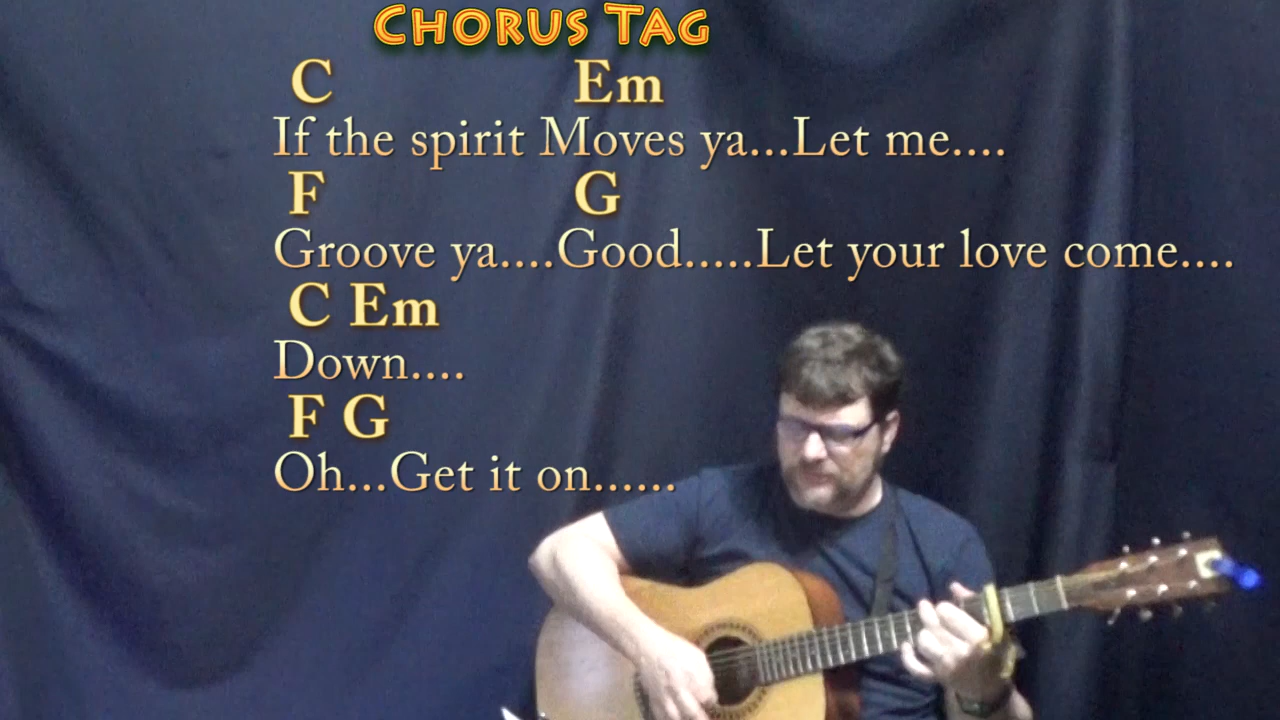 CHORUS TAG
C Em
If the spirit Moves ya...Let me....
F G
Groove ya....Good.....Let your love come....
C Em
Down....
F G
Oh...Get it on......